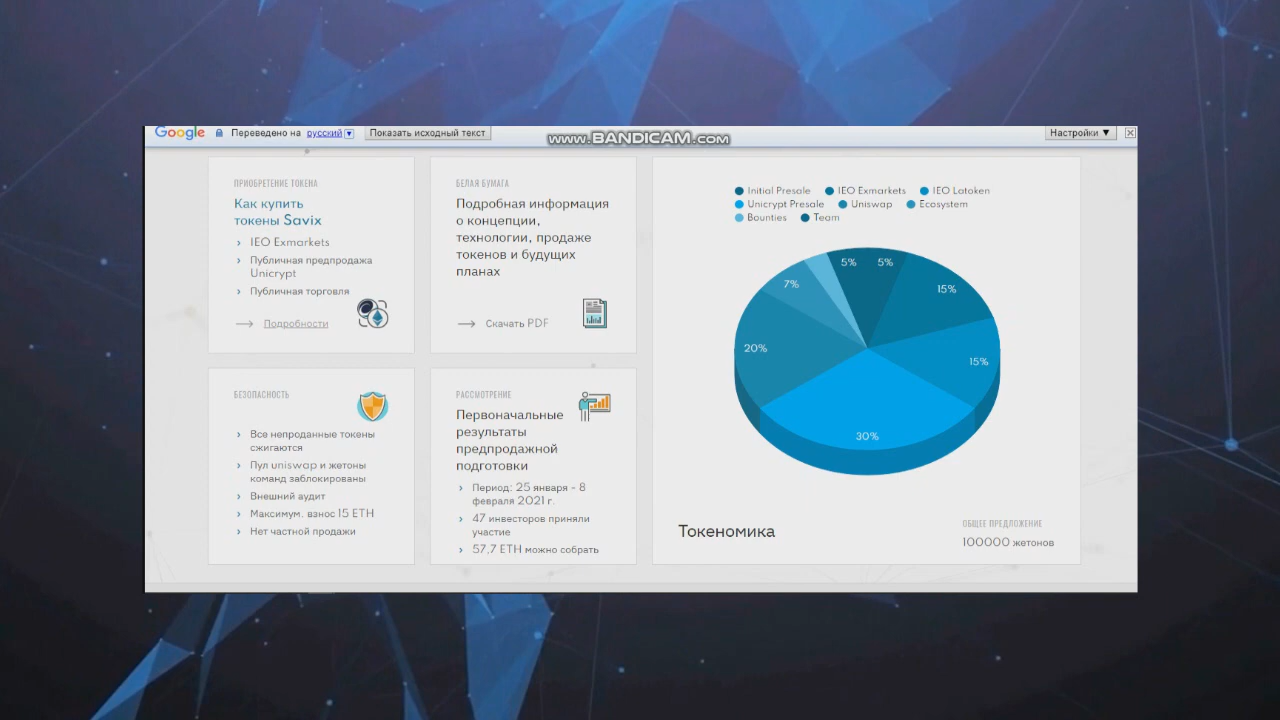 Google Переведено на русский Показать исходный текст
www.BANDICAM.com
Настройки
ПРИОБРЕТЕНИЕ ТОКЕНА
Как купить
токены Savix
IEO Exmarkets
Публичная предпродажа
Unicrypt
Публичная торговля
Подробности
БЕЛАЯ БУМАГА
Подробная информация
о концепции,
технологии, продаже
токенов и будущих
планах
Скачать PDF
БЕЗОПАСНОСТЬ
Все непроданные токены
сжигаются
Пул uniswap и жетоны
команд заблокированы
Внешний аудит
Максимум. взнос 15 ETH
Нет частной продажи
РАССМОТРЕНИЕ
Первоначальные
результаты
предпродажной
подготовки
Период: 25 января - 8
февраля 2021 г.
47 инвесторов приняли
участие
57,7 ETH можно собрать
Initial Presale IEO Exmarkets IEO Latoken
Unicrypt Presale Uniswap Ecosystem
Bounties Team
5% 5%
7%
15%
20%
15%
30%
Токеномика
ОБЩЕЕ ПРЕДЛОЖЕНИЕ
100000 жетонов